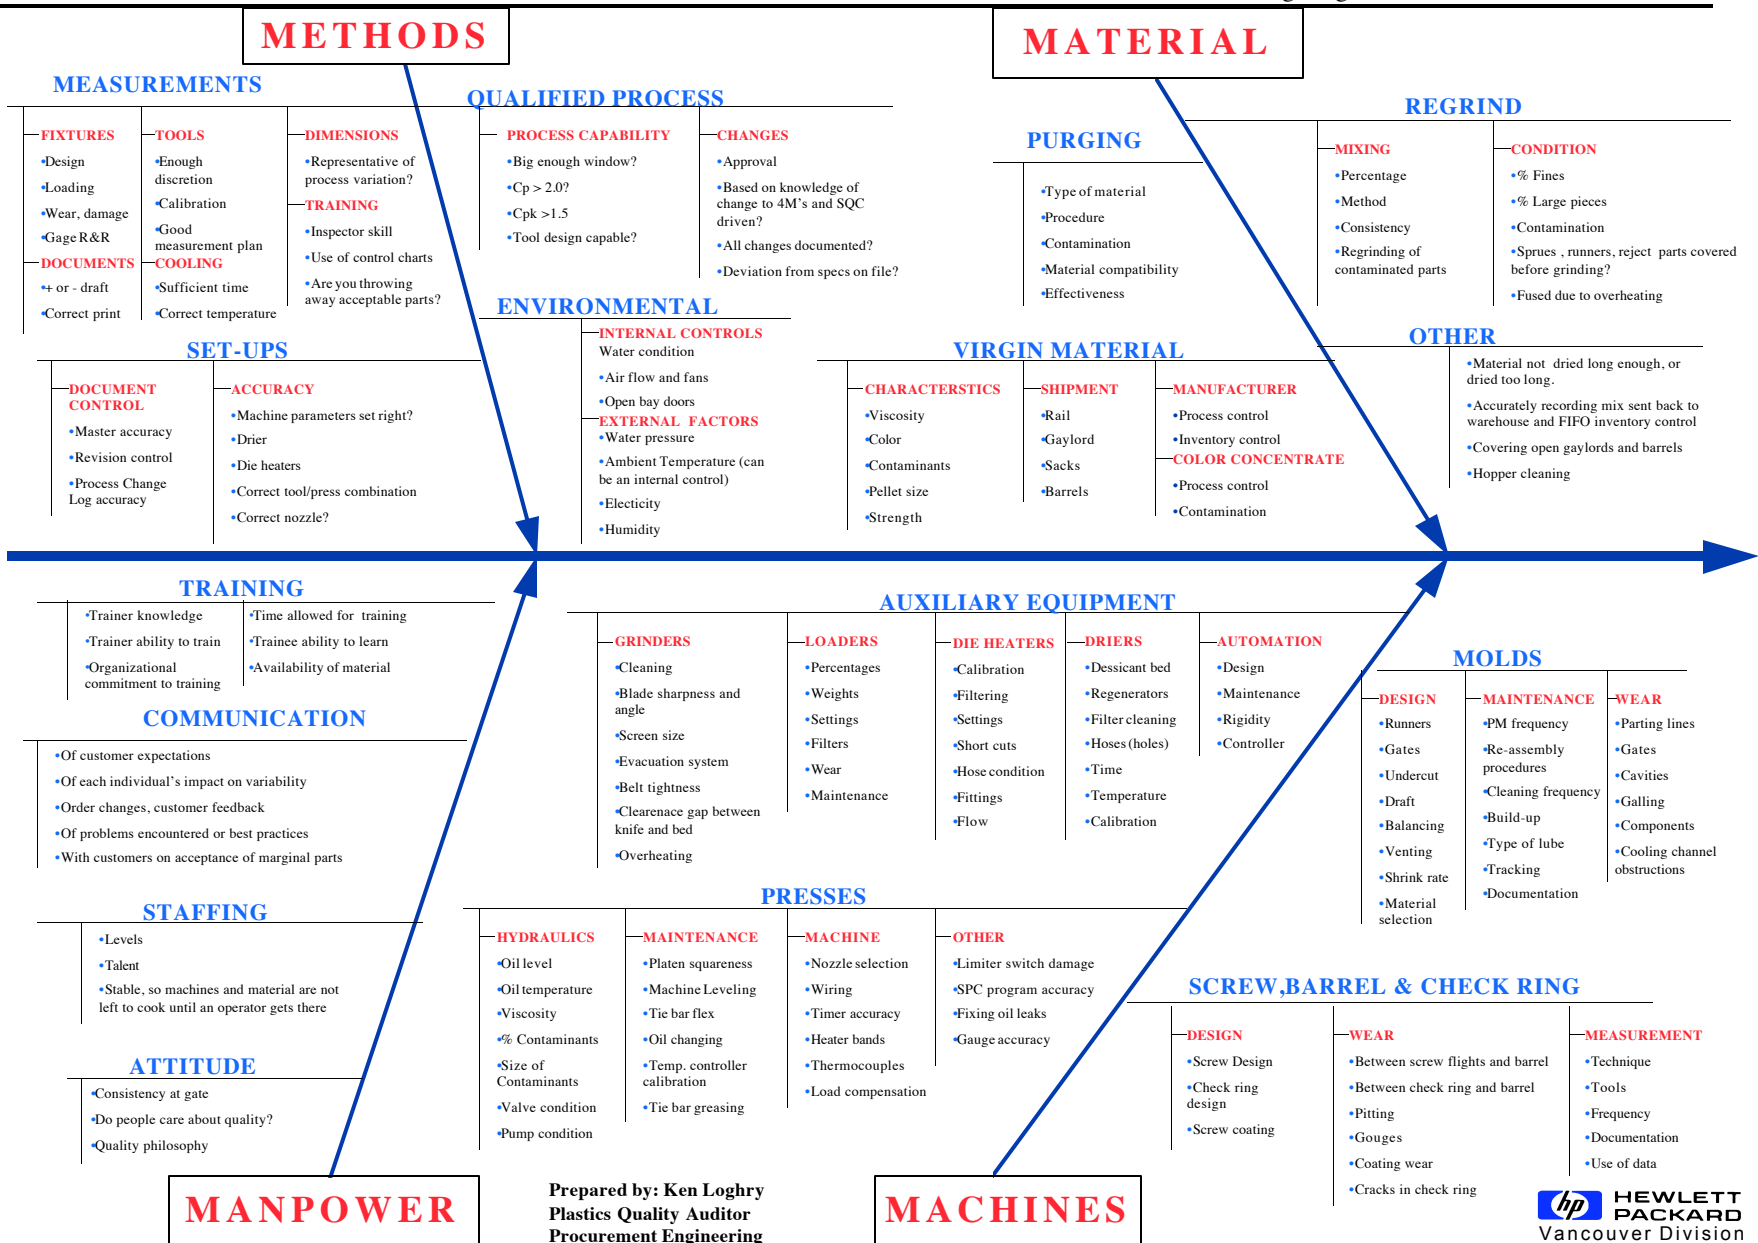 METHODS
MATERIAL
MEASUREMENTS
FIXTURES
•Design
•Loading
•Wear, damage
•Gage R&R
DOCUMENTS
•+ or - draft
•Correct print
TOOLS
•Enough
discretion
•Calibration
•Good
measurement plan
COOLING
•Sufficient time
•Correct temperature
DIMENSIONS
•Representative of
process variation?
TRAINING
•Inspector skill
•Use of control charts
•Are you throwing
away acceptable parts?
QUALIFIED PROCESS
PROCESS CAPABILITY
•Big enough window?
•Cp > 2.0?
•Cpk >1.5
•Tool design capable?
CHANGES
•Approval
•Based on knowledge of
change to 4M's and SQC
driven?
•All changes documented?
•Deviation from specs on file?
SET-UPS
DOCUMENT
CONTROL
•Master accuracy
•Revision control
•Process Change
Log accuracy
ACCURACY
•Machine parameters set right?
•Drier
•Die heaters
•Correct tool/press combination
•Correct nozzle?
ENVIRONMENTAL
INTERNAL CONTROLS
Water condition
•Air flow and fans
•Open bay doors
EXTERNAL FACTORS
•Water pressure
•Ambient Temperature (can
be an internal control)
•Electicity
•Humidity
PURGING
•Type of material
•Procedure
•Contamination
•Material compatibility
•Effectiveness
REGRIND
MIXING
•Percentage
•Method
•Consistency
•Regrinding of
contaminated parts
CONDITION
•% Fines
•% Large pieces
•Contamination
•Sprues , runners, reject parts covered
before grinding?
•Fused due to overheating
VIRGIN MATERIAL
CHARACTERSTICS
•Viscosity
•Color
•Contaminants
•Pellet size
•Strength
SHIPMENT
•Rail
•Gaylord
•Sacks
•Barrels
MANUFACTURER
•Process control
•Inventory control
COLOR CONCENTRATE
•Process control
•Contamination
OTHER
•Material not dried long enough, or
dried too long.
•Accurately recording mix sent back to
warehouse and FIFO inventory control
•Covering open gaylords and barrels
•Hopper cleaning
TRAINING
•Trainer knowledge
•Trainer ability to train
•Organizational
commitment to training
•Time allowed for training
•Trainee ability to learn
•Availability of material
COMMUNICATION
•Of customer expectations
•Of each individual's impact on variability
•Order changes, customer feedback
•Of problems encountered or best practices
•With customers on acceptance of marginal parts
STAFFING
•Levels
•Talent
•Stable, so machines and material are not
left to cook until an operator gets there
ATTITUDE
•Consistency at gate
•Do people care about quality?
•Quality philosophy
AUXILIARY EQUIPMENT
GRINDERS
•Cleaning
•Blade sharpness and
angle
•Screen size
•Evacuation system
•Belt tightness
•Clearenace gap between
knife and bed
•Overheating
LOADERS
•Percentages
•Weights
•Settings
•Filters
•Wear
•Maintenance
DIE HEATERS
•Calibration
•Filtering
•Settings
•Short cuts
•Hose condition
•Fittings
•Flow
DRIERS
•Dessicant bed
•Regenerators
•Filter cleaning
•Hoses (holes)
•Time
•Temperature
•Calibration
AUTOMATION
•Design
•Maintenance
•Rigidity
•Controller
MOLDS
DESIGN
•Runners
•Gates
•Undercut
•Draft
•Balancing
•Venting
•Shrink rate
•Material
selection
MAINTENANCE
•PM frequency
•Re-assembly
procedures
•Cleaning frequency
•Build-up
•Type of lube
•Tracking
•Documentation
WEAR
•Parting lines
•Gates
•Cavities
•Galling
•Components
•Cooling channel
obstructions
PRESSES
HYDRAULICS
•Oil level
•Oil temperature
•Viscosity
•% Contaminants
•Size of
Contaminants
•Valve condition
•Pump condition
MAINTENANCE
•Platen squareness
•Machine Leveling
•Tie bar flex
•Oil changing
•Temp. controller
calibration
•Tie bar greasing
MACHINE
•Nozzle selection
•Wiring
•Timer accuracy
•Heater bands
•Thermocouples
•Load compensation
OTHER
•Limiter switch damage
•SPC program accuracy
•Fixing oil leaks
•Gauge accuracy
SCREW,BARREL & CHECK RING
DESIGN
•Screw Design
•Check ring
design
•Screw coating
WEAR
•Between screw flights and barrel
•Between check ring and barrel
•Pitting
•Gouges
•Coating wear
•Cracks in check ring
MEASUREMENT
•Technique
•Tools
•Frequency
•Documentation
•Use of data
MANPOWER
Prepared by: Ken Loghry
Plastics Quality Auditor
Procurement Engineering
MACHINES
hp HEWLETT
PACKARD
Vancouver Division